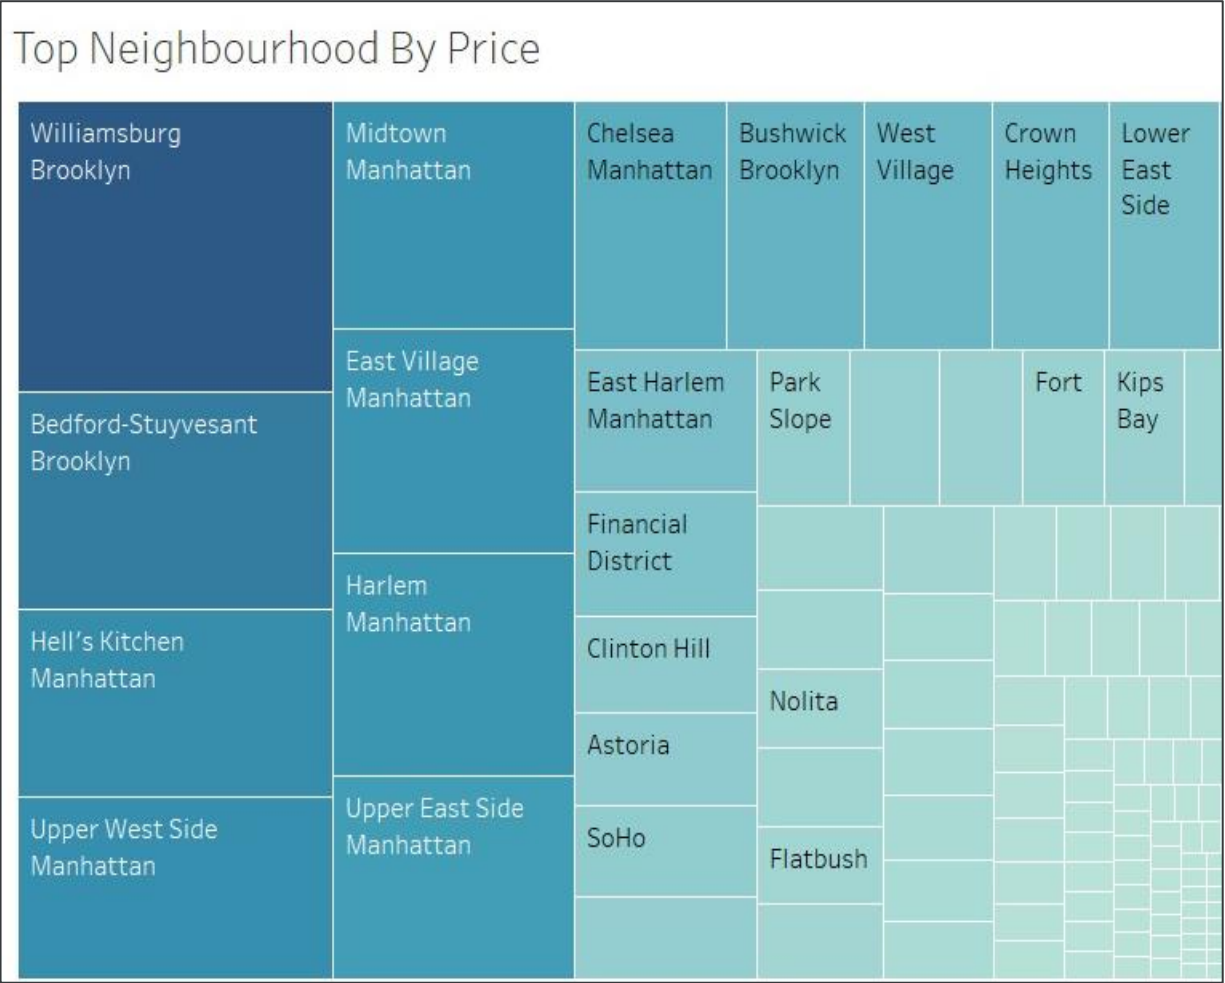 Top Neighbourhood By Price
Williamsburg
Brooklyn
Bedford-Stuyvesant
Brooklyn
Hell's Kitchen
Manhattan
Upper West Side
Manhattan
Midtown
Manhattan
East Village
Manhattan
Harlem
Manhattan
Upper East Side
Manhattan
Chelsea
Manhattan
Bushwick
Brooklyn
West
Village
Crown
Heights
Lower
East
Side
East Harlem
Manhattan
Financial
District
Clinton Hill
Astoria
SoHo
Park
Slope
Fort
Kips
Bay
Nolita
Flatbush